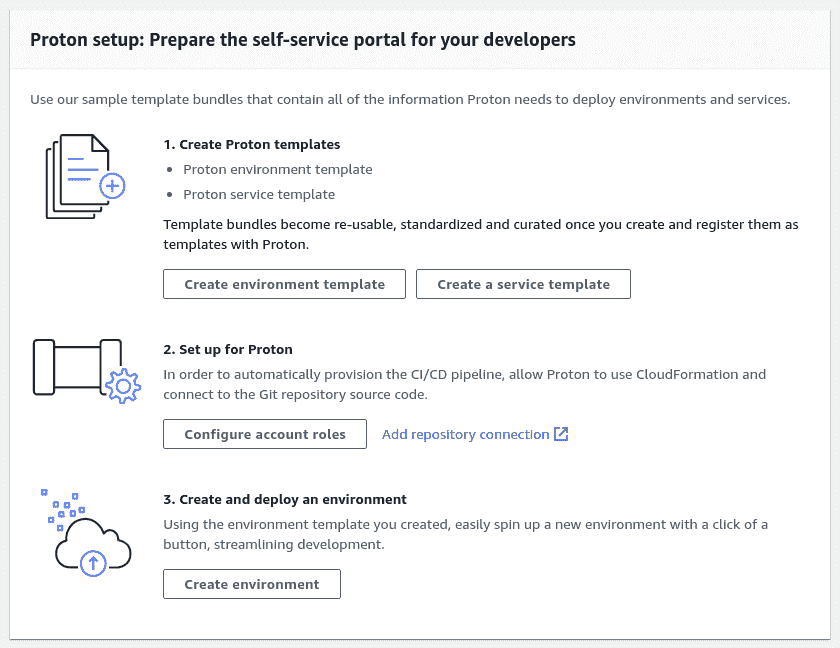 Proton setup: Prepare the self-service portal for your developers
Use our sample template bundles that contain all of the information Proton needs to deploy environments and services.
1. Create Proton templates
• Proton environment template
• Proton service template
Template bundles become re-usable, standardized and curated once you create and register them as
templates with Proton.
Create environment template
Create a service template
2. Set up for Proton
In order to automatically provision the CI/CD pipeline, allow Proton to use CloudFormation and
connect to the Git repository source code.
Configure account roles
Add repository connection
3. Create and deploy an environment
Using the environment template you created, easily spin up a new environment with a click of a
button, streamlining development.
Create environment